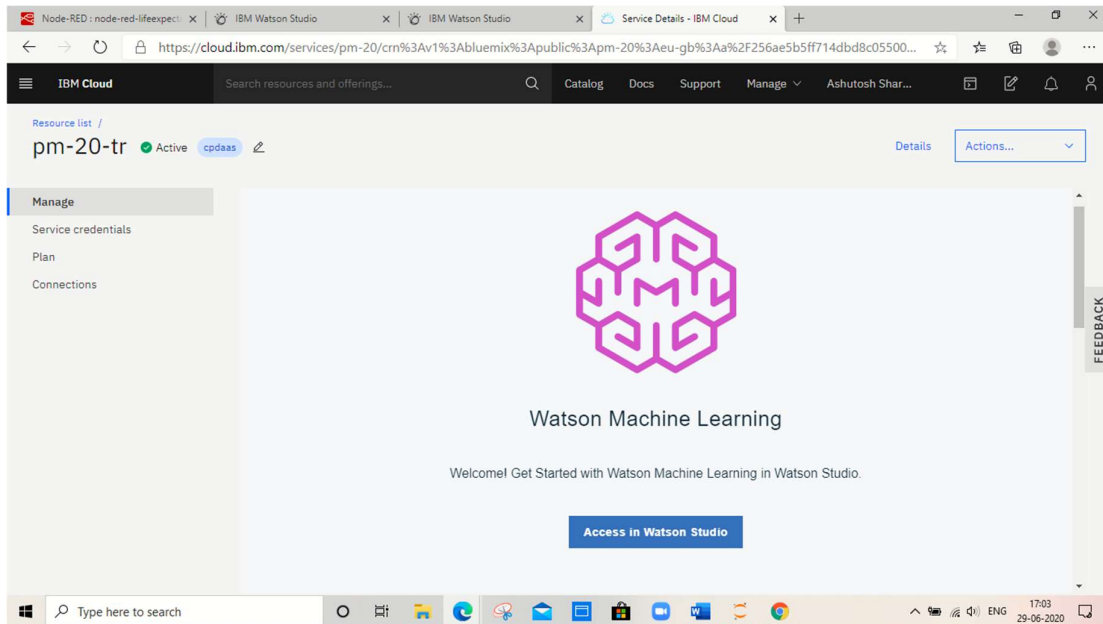 Node-RED : node-red-lifeexpect
IBM Watson Studio
IBM Watson Studio
Service Details - IBM Cloud
https://cloud.ibm.com/services/pm-20/crn%3Av1%3Abluemix%3Apublic%3Apm-20%3Aeu-gb%3Aa%2F256ae5b5ff714dbd8c05500...
IBM Cloud
Search resources and offerings...
Catalog
Docs
Support
Manage
Ashutosh Shar...
Resource list /
pm-20-tr
Active
cpdaas
Details
Actions...
Manage
Service credentials
Plan
Connections
FEEDBACK
Watson Machine Learning
Welcome! Get Started with Watson Machine Learning in Watson Studio.
Access in Watson Studio
Type here to search
ENG
17:03
29-06-2020